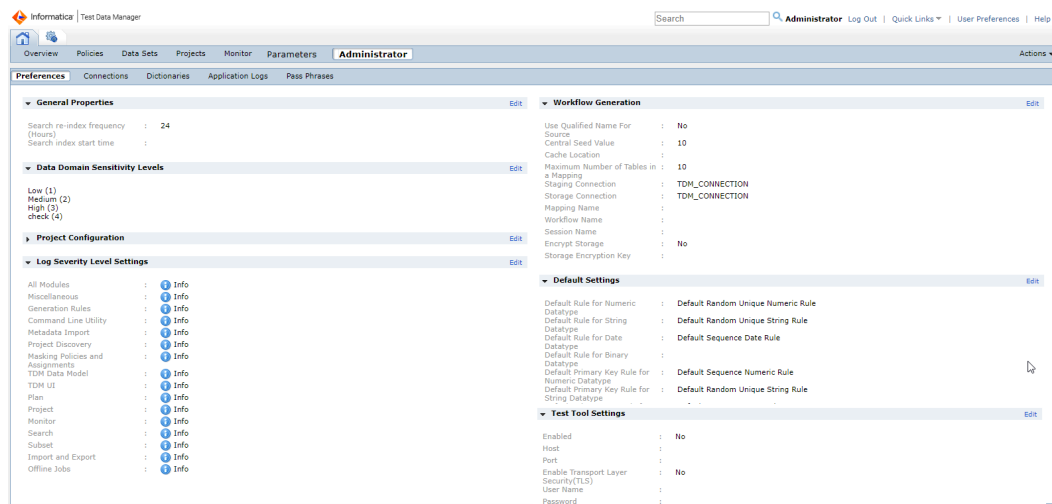 Informatica Test Data Manager
Search
Administrator Log Out | Quick Links | User Preferences | Help
Overview Policies Data Sets Projects Monitor Parameters Administrator
Actions
Preferences Connections Dictionaries Application Logs Pass Phrases
General Properties Edit
Search re-index frequency (Hours) : 24
Search index start time :
Data Domain Sensitivity Levels Edit
Low (1)
Medium (2)
High (3)
check (4)
Project Configuration Edit
Log Severity Level Settings Edit
All Modules : Info
Miscellaneous : Info
Generation Rules : Info
Command Line Utility : Info
Metadata Import : Info
Project Discovery : Info
Masking Policies and Assignments : Info
TDM Data Model : Info
TDM UI : Info
Plan : Info
Project : Info
Monitor : Info
Search : Info
Subset : Info
Import and Export : Info
Offline Jobs : Info
Workflow Generation Edit
Use Qualified Name For Source : No
Central Seed Value : 10
Cache Location :
Maximum Number of Tables in a Mapping : 10
Staging Connection : TDM_CONNECTION
Storage Connection : TDM_CONNECTION
Mapping Name :
Workflow Name :
Session Name :
Encrypt Storage : No
Storage Encryption Key :
Default Settings Edit
Default Rule for Numeric Datatype : Default Random Unique Numeric Rule
Default Rule for String Datatype : Default Random Unique String Rule
Default Rule for Date Datatype : Default Sequence Date Rule
Default Rule for Binary Datatype :
Default Primary Key Rule for Numeric Datatype : Default Sequence Numeric Rule
Default Primary Key Rule for String Datatype : Default Random Unique String Rule
Test Tool Settings Edit
Enabled : No
Host :
Port :
Enable Transport Layer Security(TLS) : No
User Name :
Password :